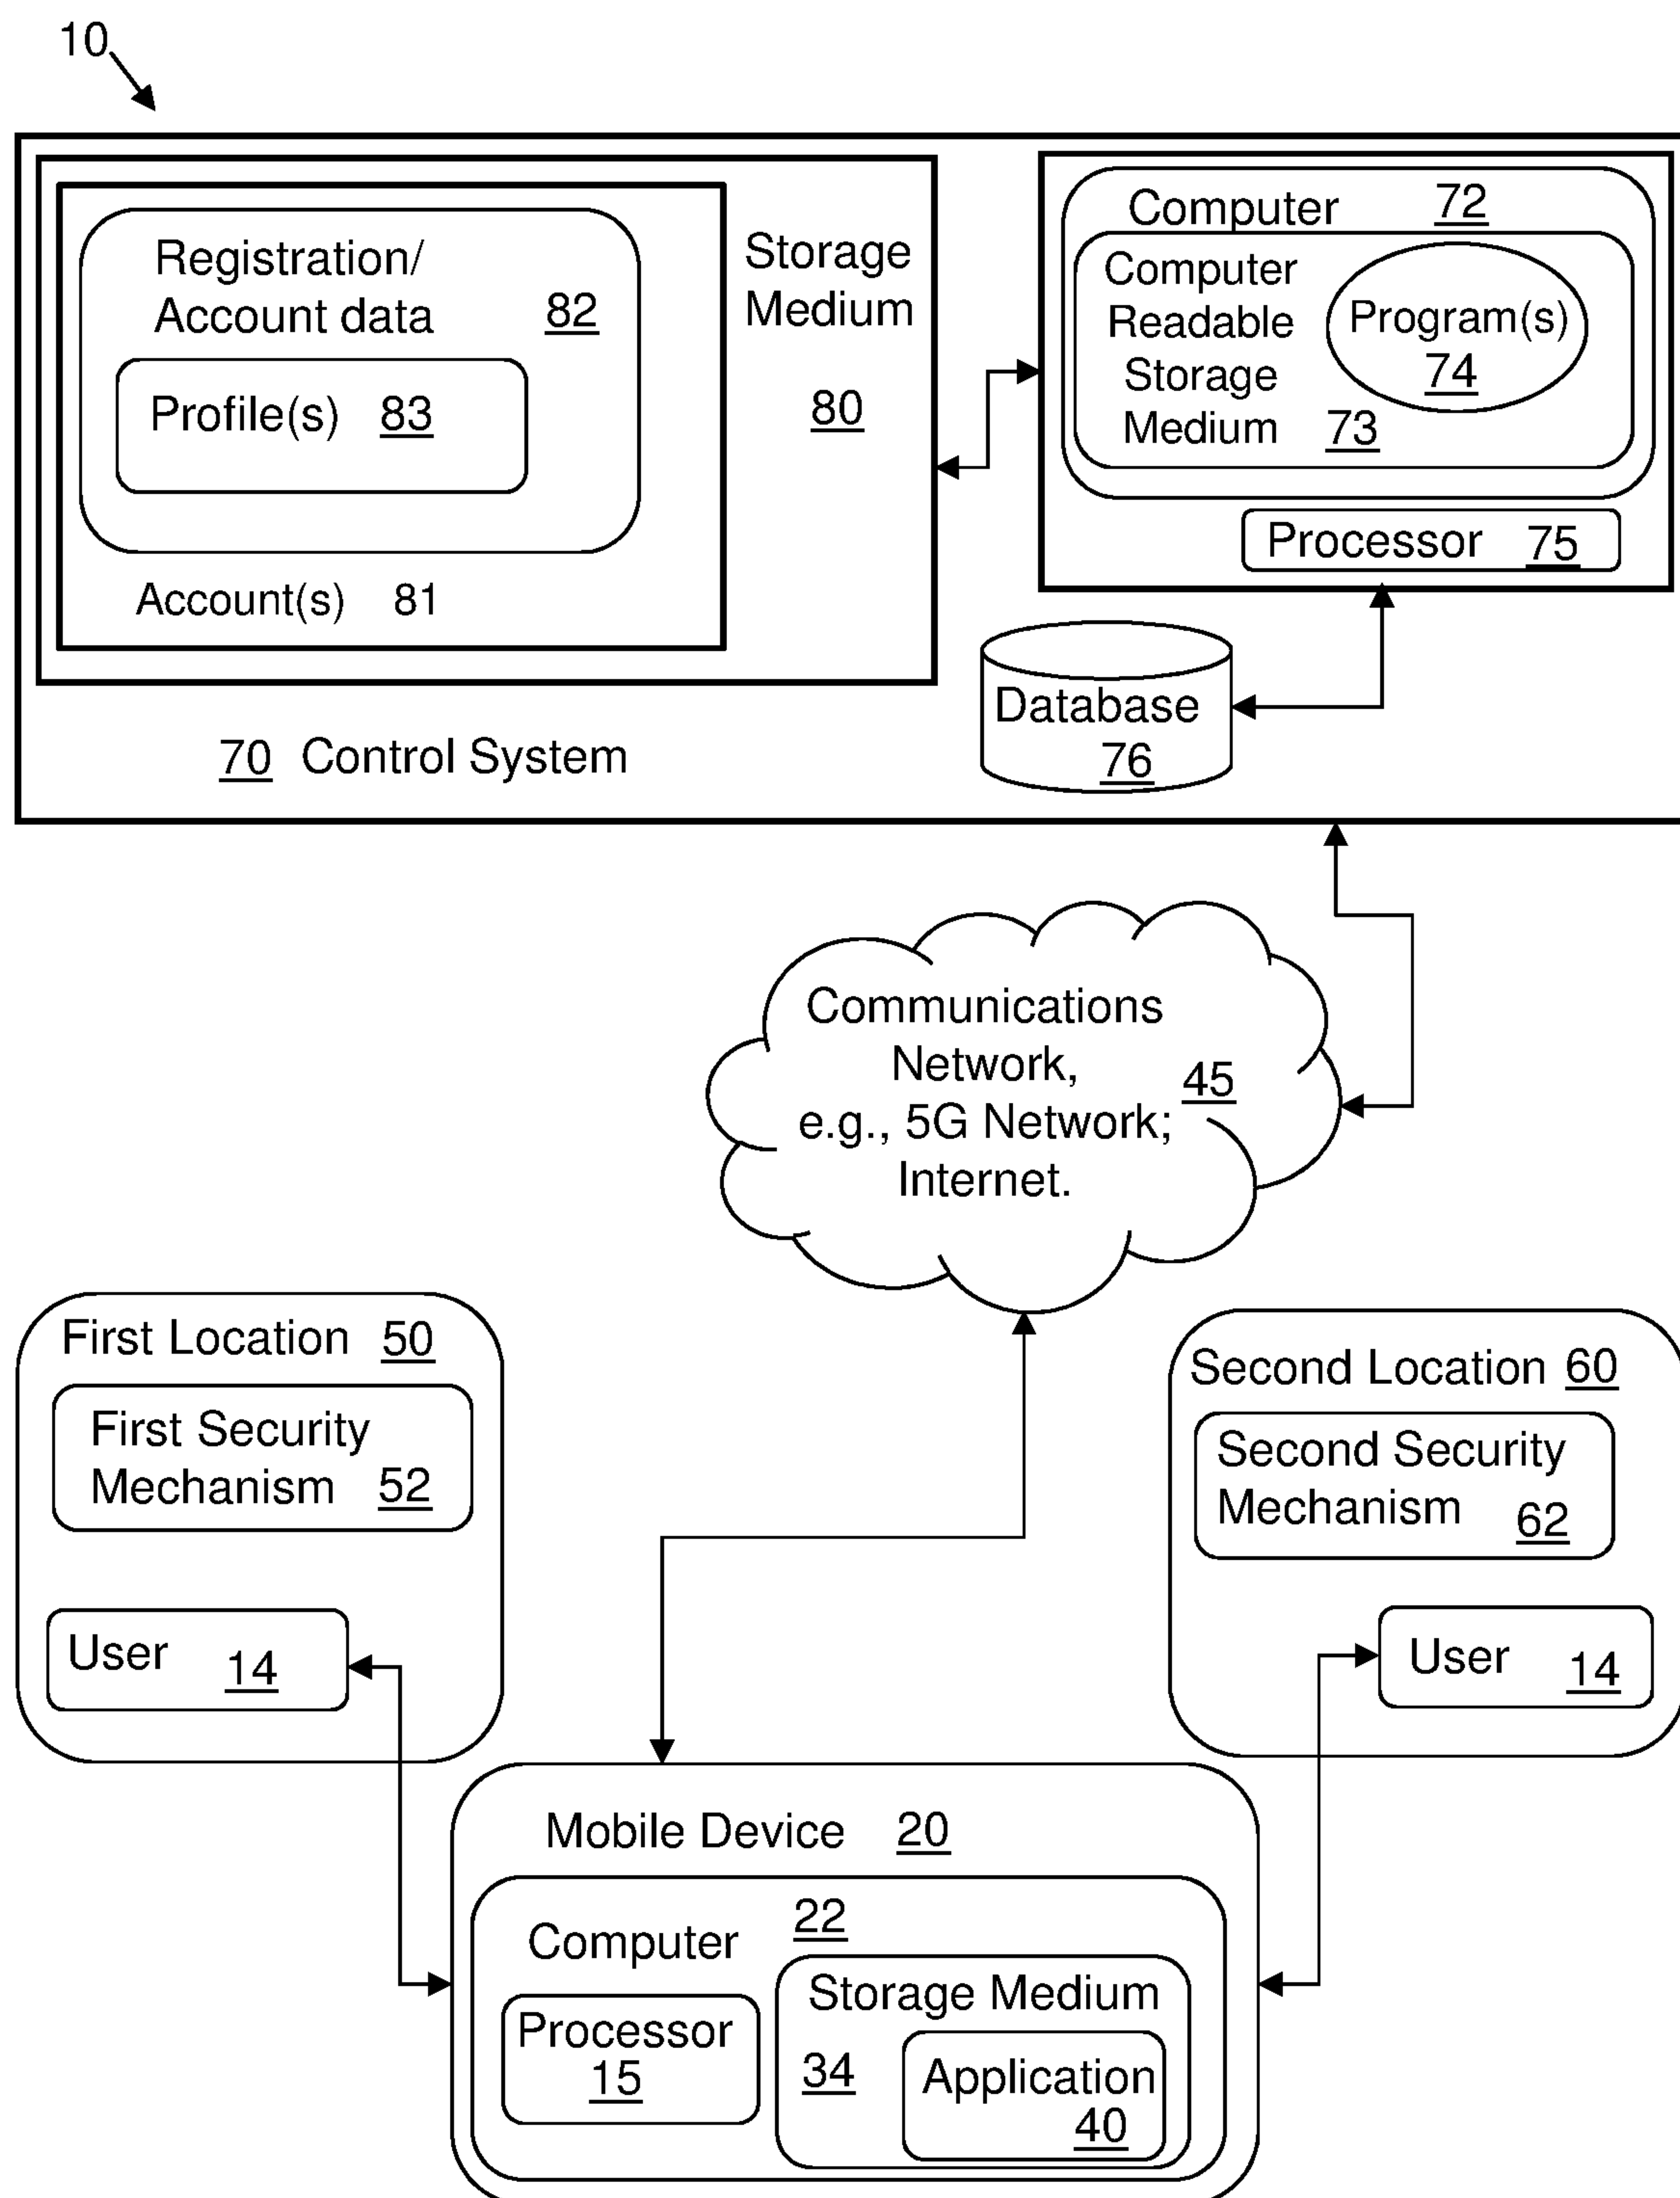 10
Registration/
Account data 82
Profile(s) 83
Account(s) 81
Storage
Medium
80
70 Control System
Computer 72
Computer
Readable
Storage
Medium 73
Program(s)
74
Processor 75
Database
76
Communications
Network,
e.g., 5G Network;
Internet.
45
First Location 50
First Security
Mechanism 52
User 14
Second Location 60
Second Security
Mechanism 62
User 14
Mobile Device 20
Computer 22
Processor
15
Storage Medium
34
Application
40